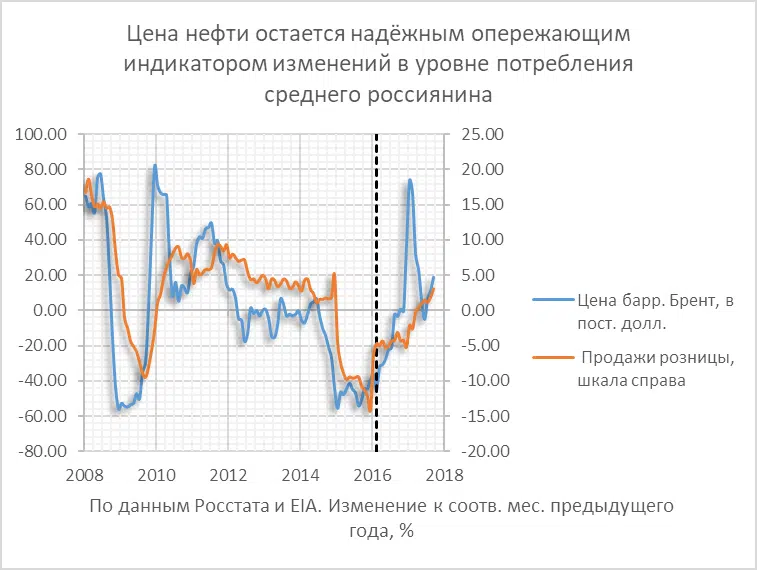 Цена нефти остается надёжным опережающим
индикатором изменений в уровне потребления
среднего россиянина
100.00
80.00
60.00
40.00
20.00
0.00
-20.00
-40.00
-60.00
-80.00
25.00
20.00
15.00
10.00
5.00
0.00
-5.00
-10.00
-15.00
-20.00
2008 2010 2012 2014 2016 2018
Цена барр. Брент, в
пост. долл.
Продажи розницы,
шкала справа
По данным Росстата и EIA. Изменение к соотв. мес. предыдущего
года, %